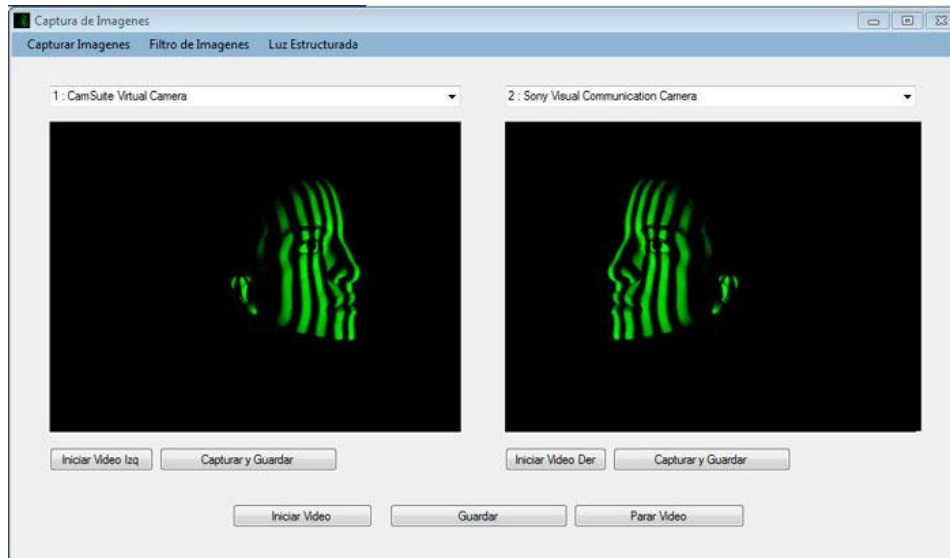 Captura de Imagenes
Capturar Imagenes Filtro de Imagenes Luz Estructurada
1 : CamSuite Virtual Camera 2 : Sony Visual Communication Camera
Iniciar Video Izq Capturar y Guardar Iniciar Video Der Capturar y Guardar
Iniciar Video Guardar Parar Video